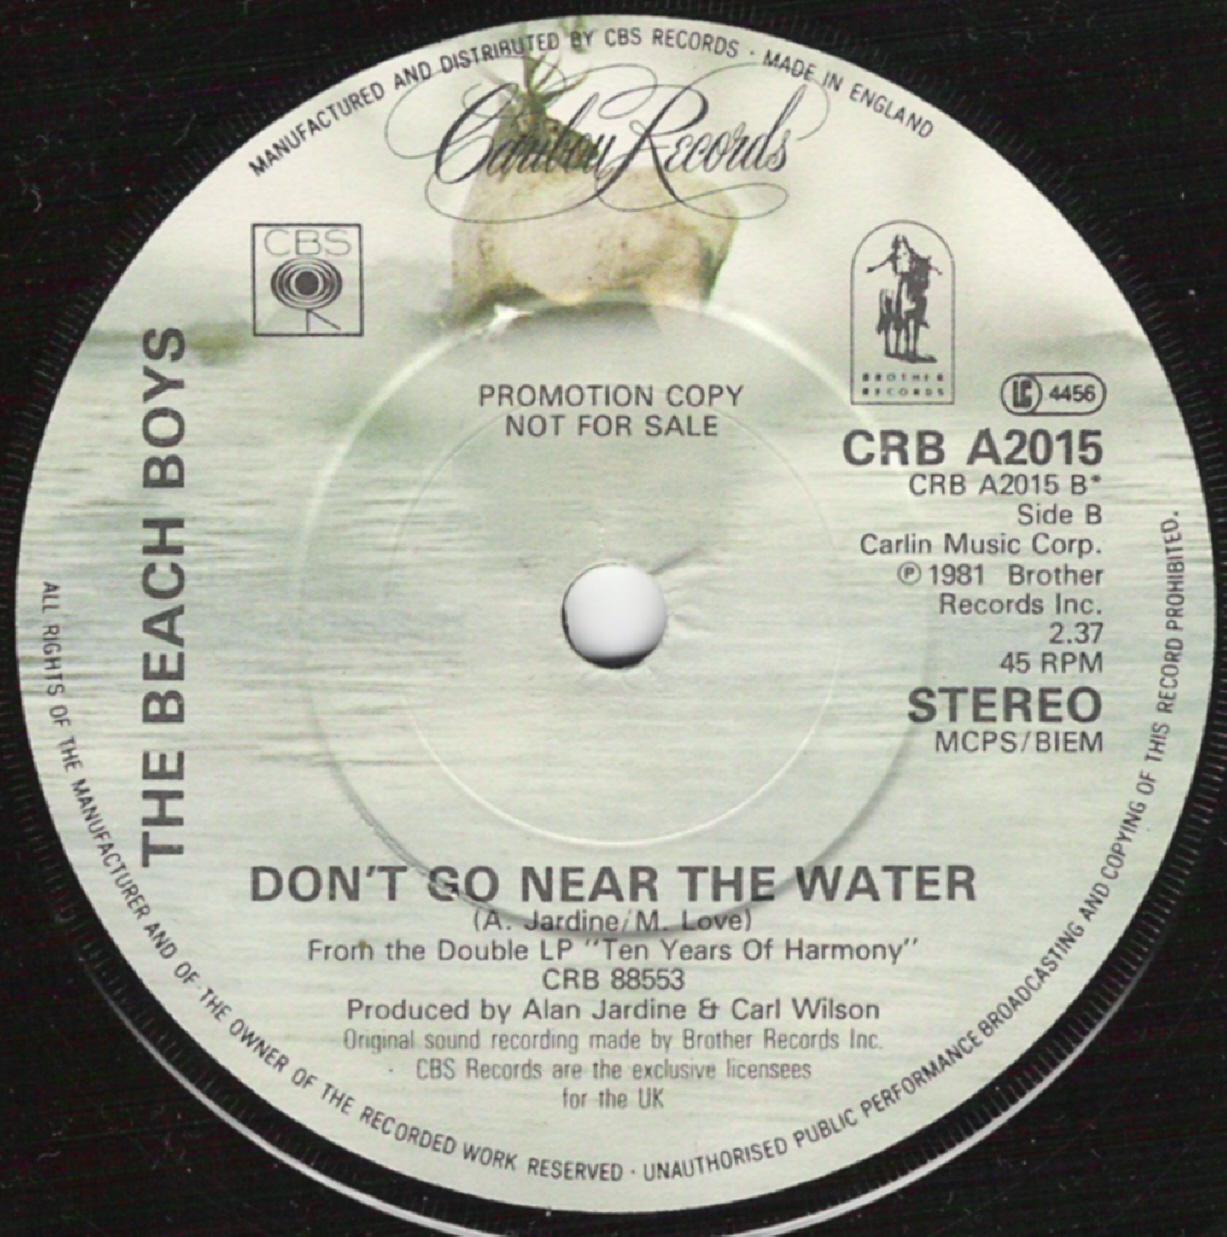 MANUFACTURED AND DISTRIBUTED BY CBS RECORDS · MADE IN ENGLAND
Caribou Records
CBS
BROTHER
RECORDS
LC 4456
THE BEACH BOYS
PROMOTION COPY
NOT FOR SALE
CRB A2015
CRB A2015 B*
Side B
Carlin Music Corp.
℗ 1981 Brother
Records Inc.
2.37
45 RPM
STEREO
MCPS/BIEM
DON'T GO NEAR THE WATER
(A. Jardine/M. Love)
From the Double LP "Ten Years Of Harmony"
CRB 88553
Produced by Alan Jardine & Carl Wilson
Original sound recording made by Brother Records Inc.
CBS Records are the exclusive licensees
for the UK
ALL RIGHTS OF THE MANUFACTURER AND OF THE OWNER OF THE RECORDED WORK RESERVED · UNAUTHORISED PUBLIC PERFORMANCE BROADCASTING AND COPYING OF THIS RECORD PROHIBITED.